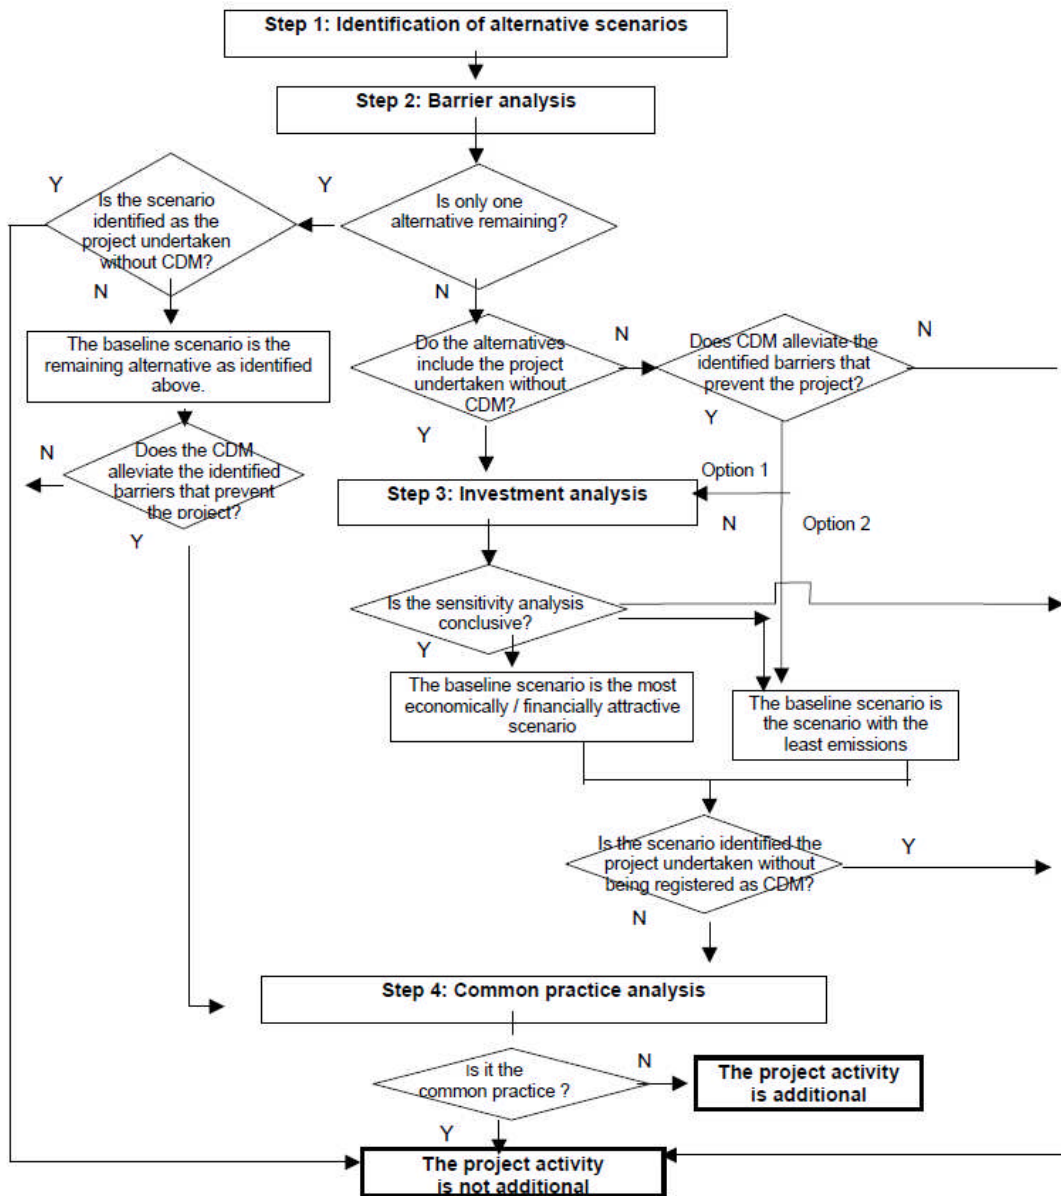 Step 1: Identification of alternative scenarios
Step 2: Barrier analysis
Y
Is the scenario
identified as the
project undertaken
without CDM?
Y
Is only one
alternative remaining?
N
N
The baseline scenario is the
remaining alternative as identified
above.
Do the alternatives
include the project
undertaken without
CDM?
N
Does CDM alleviate the
identified barriers that
prevent the project?
N
Y
Y
N
Does the CDM
alleviate the identified
barriers that prevent
the project?
Y
Option 1
Step 3: Investment analysis
N
Option 2
Is the sensitivity analysis
conclusive?
Y
The baseline scenario is the most
economically / financially attractive
scenario
The baseline scenario is
the scenario with the
least emissions
Is the scenario identified the
project undertaken without
being registered as CDM?
Y
N
Step 4: Common practice analysis
Is it the
common practice ?
N
The project activity
is additional
Y
The project activity
is not additional